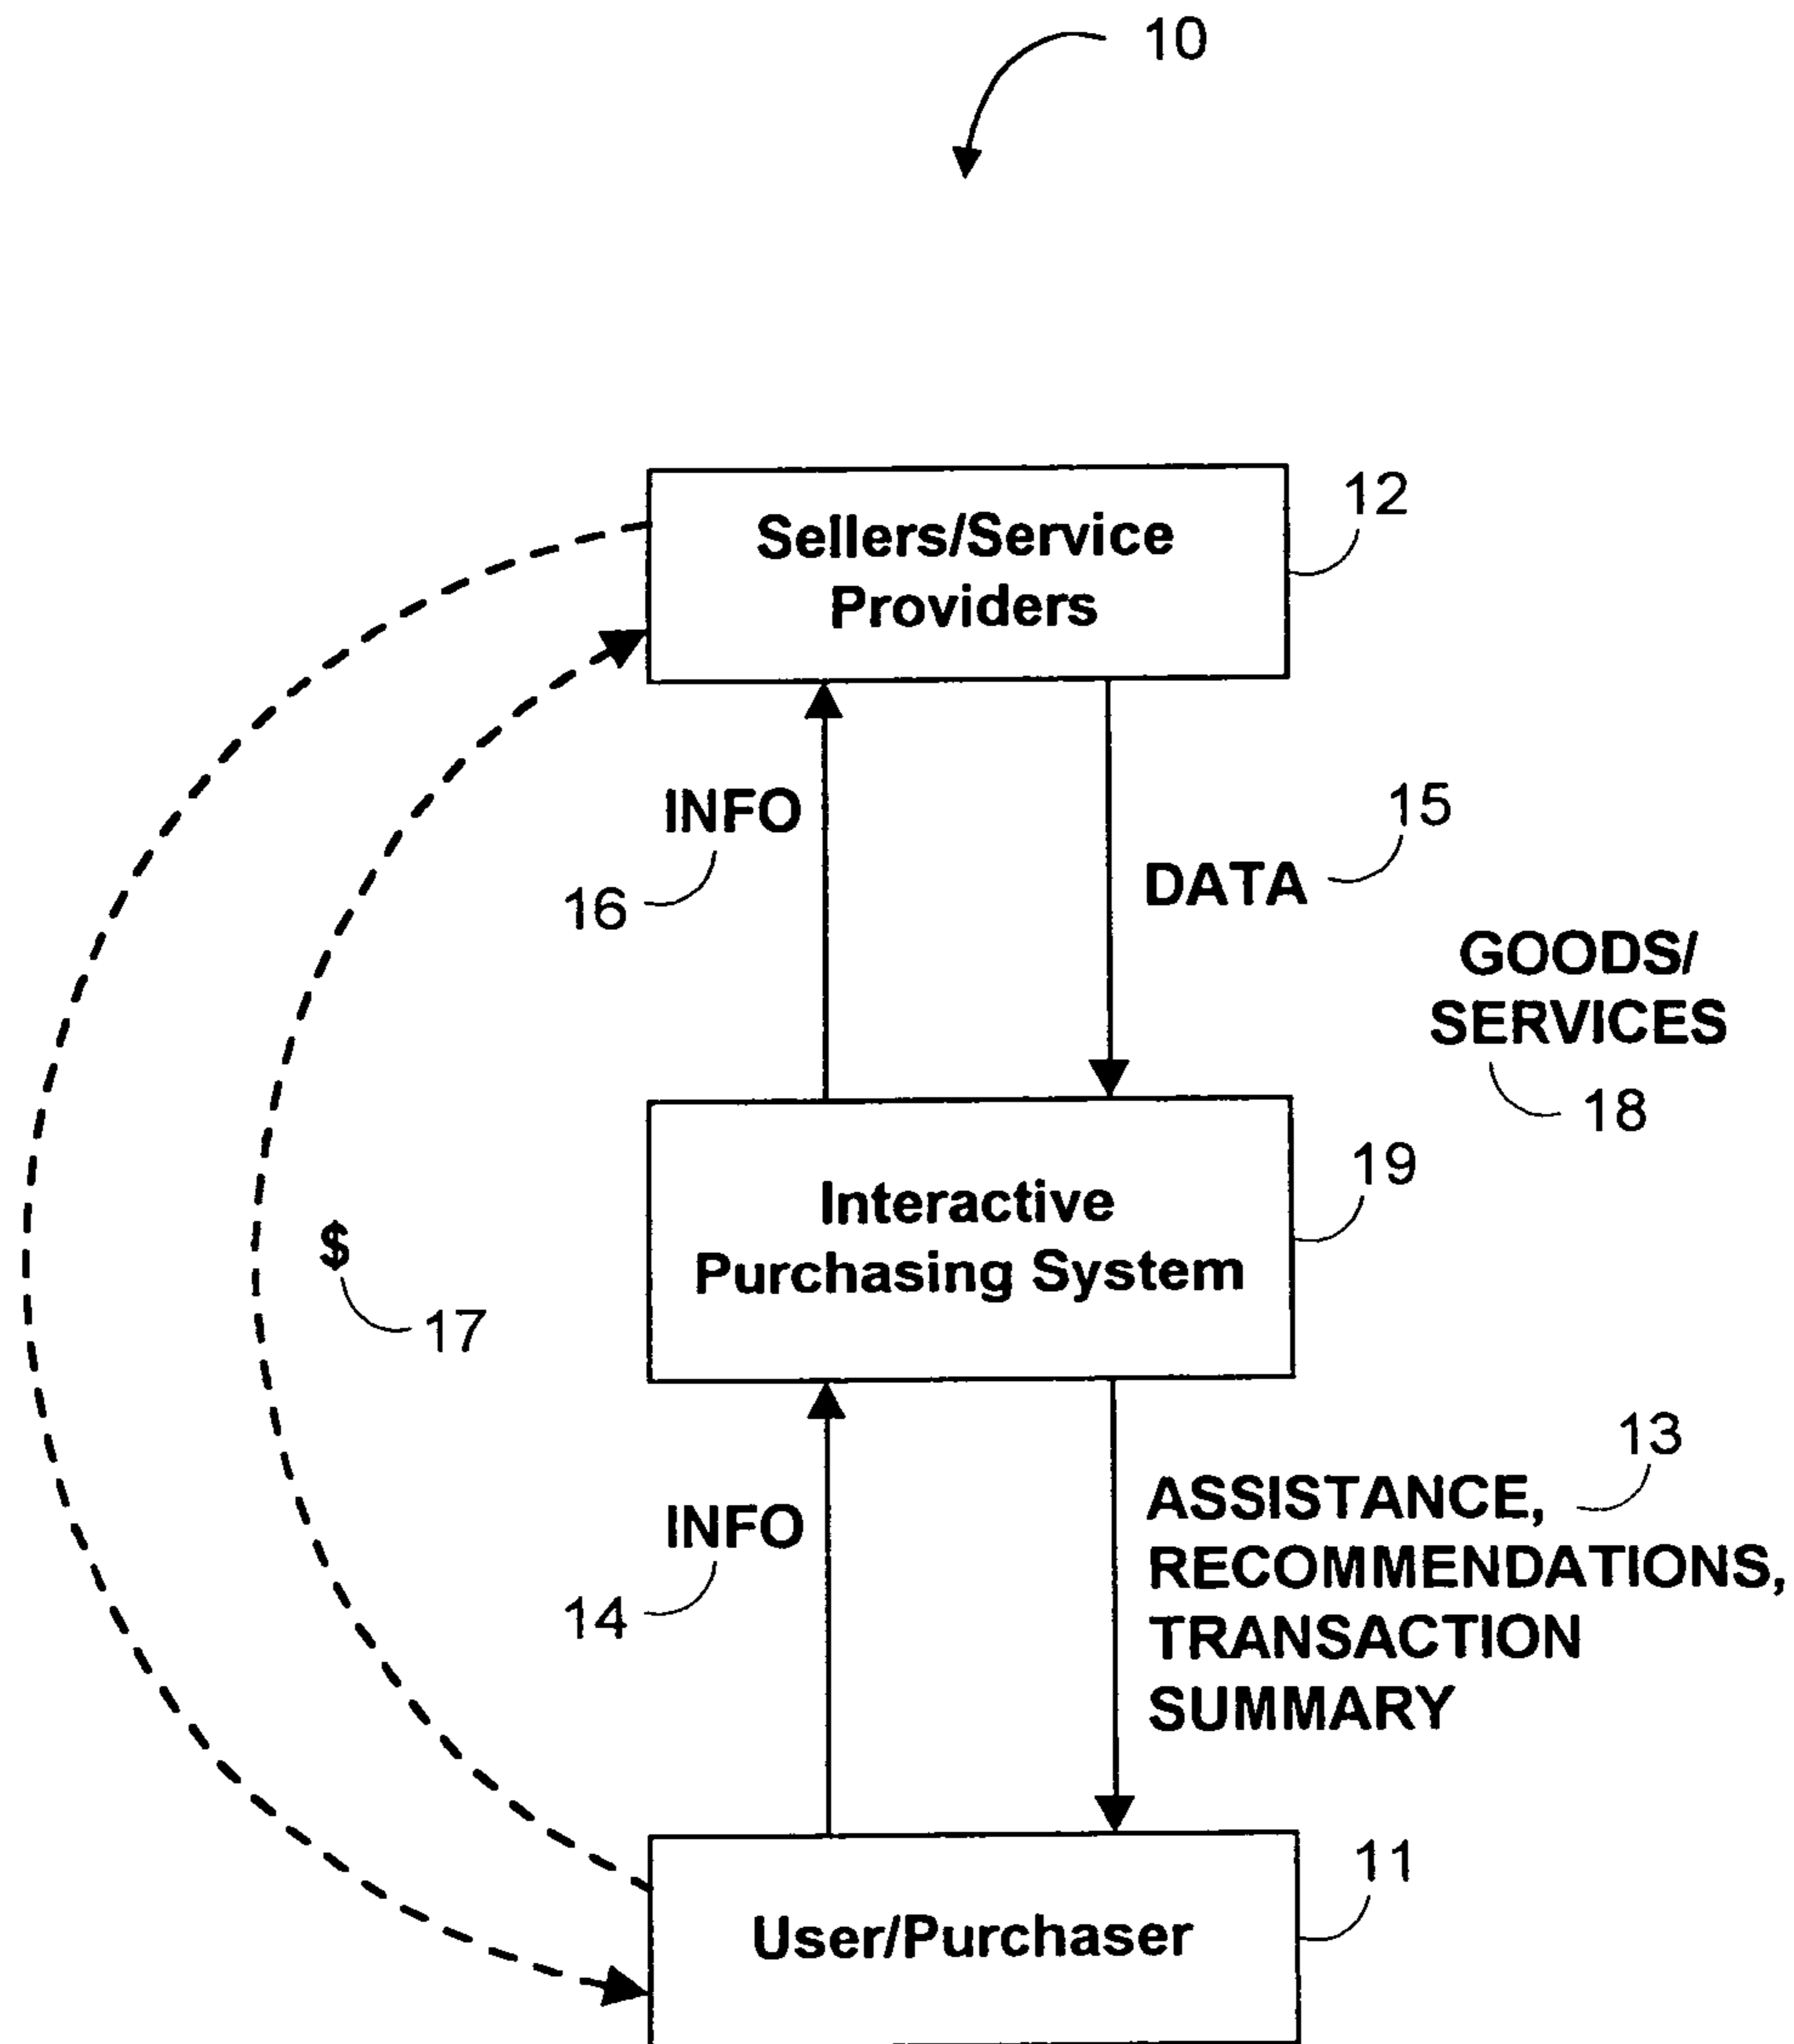 10
Sellers/Service
Providers
12
INFO
16
DATA
15
GOODS/
SERVICES
18
Interactive
Purchasing System
19
$
17
INFO
14
13
ASSISTANCE,
RECOMMENDATIONS,
TRANSACTION
SUMMARY
User/Purchaser
11